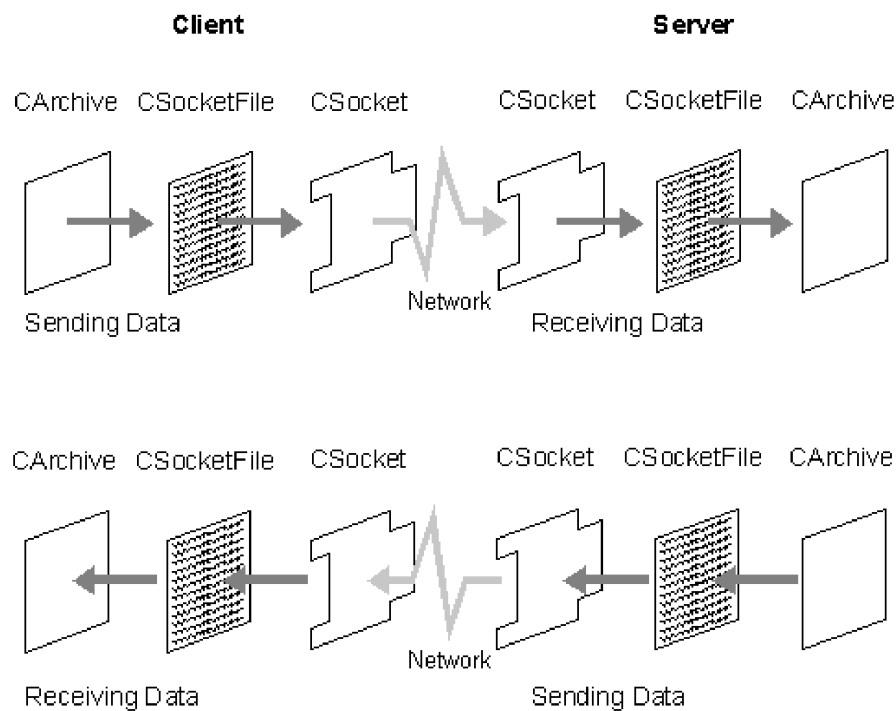 Client Server
CArchive CSocketFile CSocket CSocket CSocketFile CArchive
Network
Sending Data Receiving Data
CArchive CSocketFile CSocket CSocket CSocketFile CArchive
Network
Receiving Data Sending Data